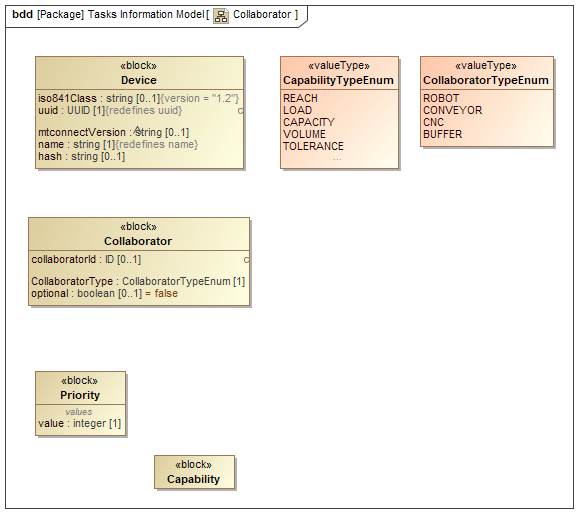 bdd [Package] Tasks Information Model[ Collaborator ]
«block»
Device
iso841Class : string [0..1]{version = "1.2"}
uuid : UUID [1]{redefines uuid}
mtconnectVersion : String [0..1]
name : string [1]{redefines name}
hash : string [0..1]
«valueType»
CapabilityTypeEnum
REACH
LOAD
CAPACITY
VOLUME
TOLERANCE
...
«valueType»
CollaboratorTypeEnum
ROBOT
CONVEYOR
CNC
BUFFER
«block»
Collaborator
collaboratorId : ID [0..1]
CollaboratorType : CollaboratorTypeEnum [1]
optional : boolean [0..1] = false
«block»
Priority
values
value : integer [1]
«block»
Capability